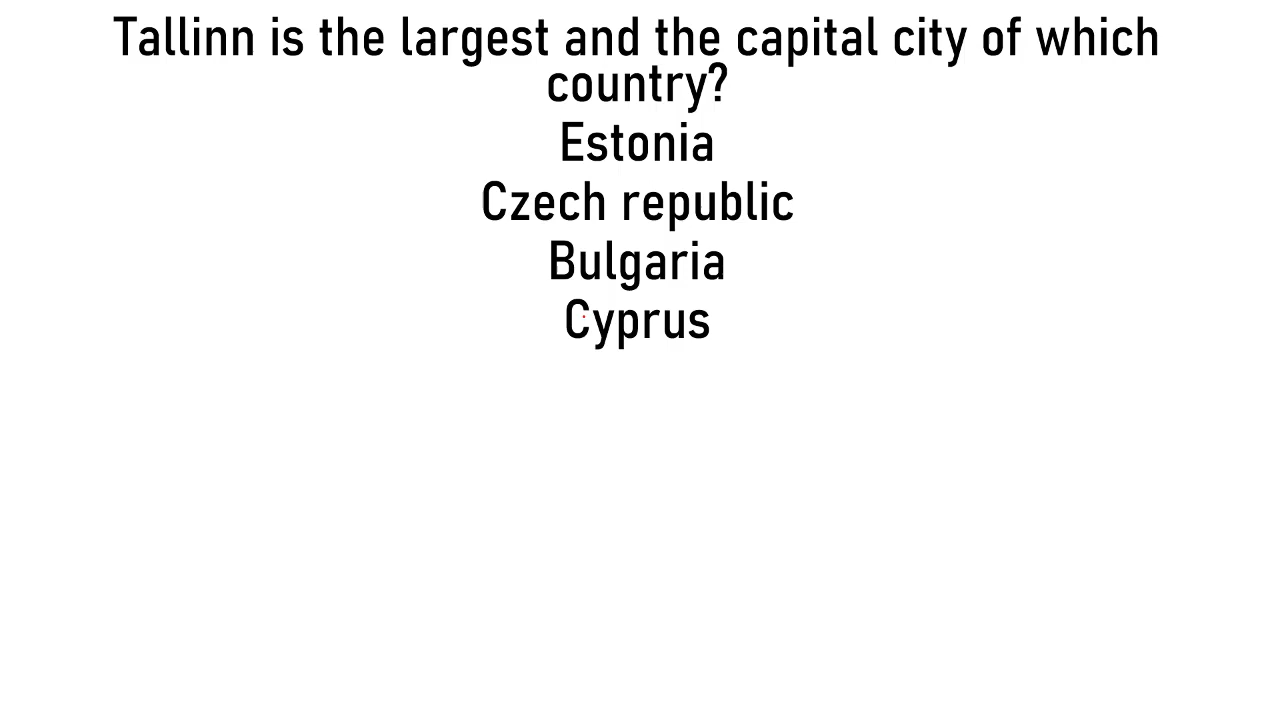 Tallinn is the largest and the capital city of which
country?
Estonia
Czech republic
Bulgaria
Cyprus